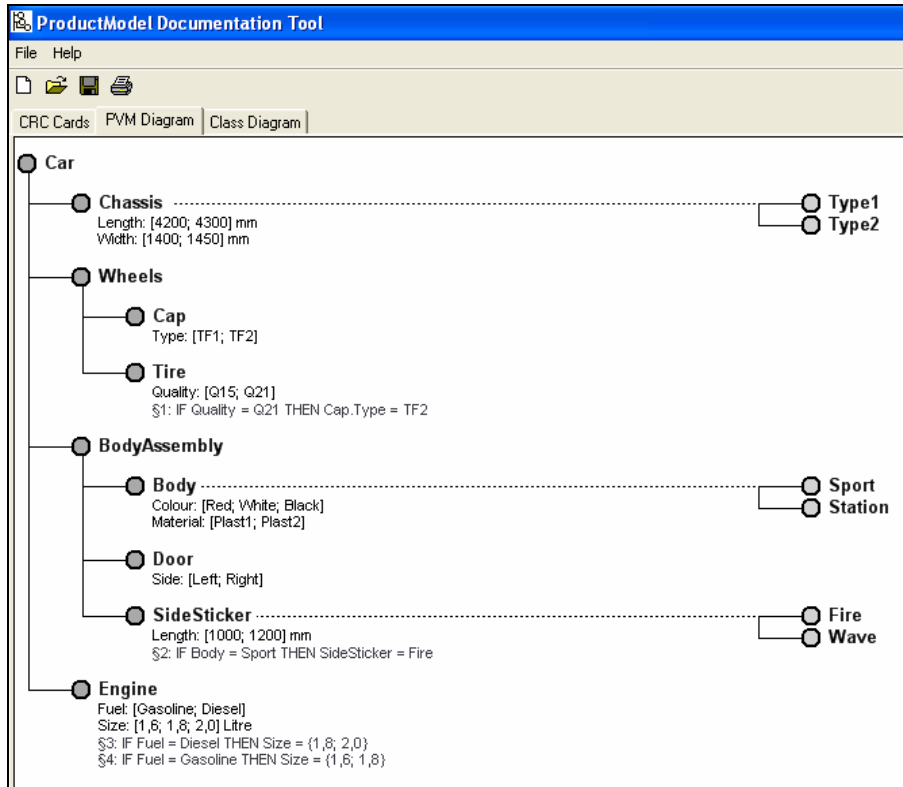 ProductModel Documentation Tool
File Help
CRC Cards PVM Diagram Class Diagram
Car
Chassis Type1
Type2
Length: [4200; 4300] mm
Width: [1400; 1450] mm
Wheels
Cap
Type: [TF1; TF2]
Tire
Quality: [Q15; Q21]
§1: IF Quality = Q21 THEN Cap.Type = TF2
BodyAssembly
Body Sport
Colour: [Red; White; Black] Station
Material: [Plast1; Plast2]
Door
Side: [Left; Right]
SideSticker Fire
Length: [1000; 1200] mm Wave
§2: IF Body = Sport THEN SideSticker = Fire
Engine
Fuel: [Gasoline; Diesel]
Size: [1,6; 1,8; 2,0] Litre
§3: IF Fuel = Diesel THEN Size = {1,8; 2,0}
§4: IF Fuel = Gasoline THEN Size = {1,6; 1,8}